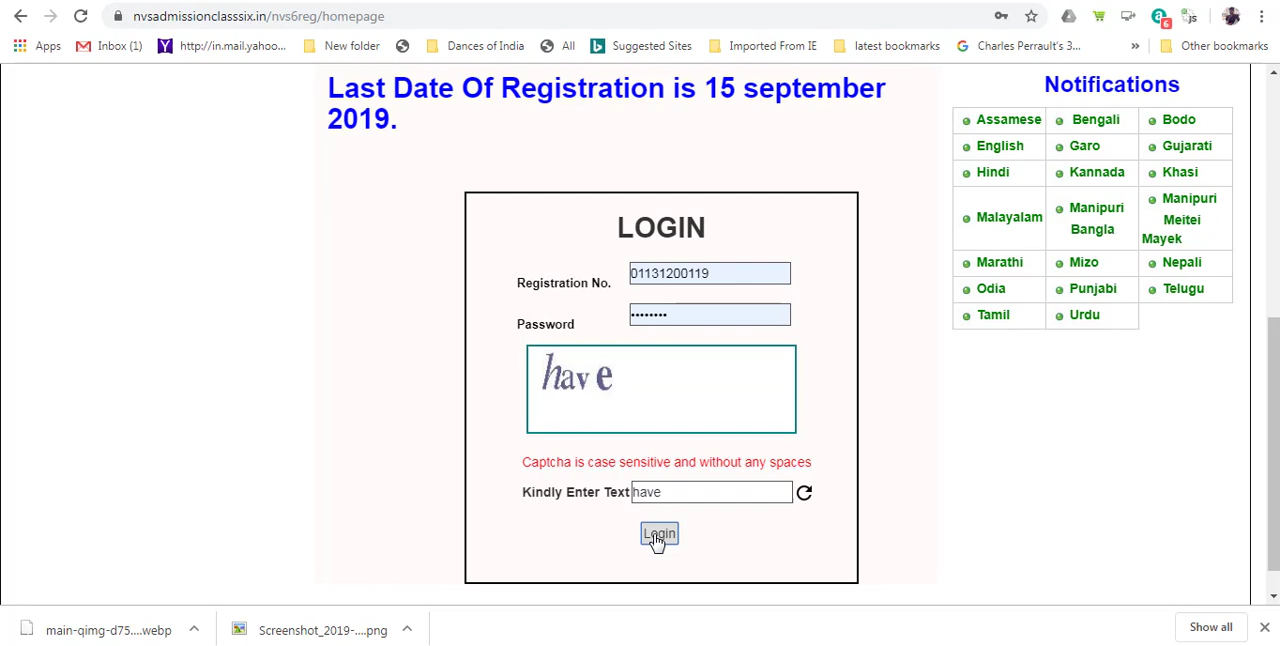 nvsadmissionclasssix.in/nvs6reg/homepage
6
js
Apps
Inbox (1)
http://in.mail.yahoo...
New folder
Dances of India
All
Suggested Sites
Imported From IE
latest bookmarks
Charles Perrault's 3...
»
Other bookmarks
Last Date Of Registration is 15 september
2019.
LOGIN
Registration No.
01131200119
Password
••••••••
have
Captcha is case sensitive and without any spaces
Kindly Enter Text
have
Login
Notifications
Assamese
Bengali
Bodo
English
Garo
Gujarati
Hindi
Kannada
Khasi
Malayalam
Manipuri
Bangla
Manipuri
Meitei
Mayek
Marathi
Mizo
Nepali
Odia
Punjabi
Telugu
Tamil
Urdu
main-qimg-d75....webp
Screenshot_2019-....png
Show all